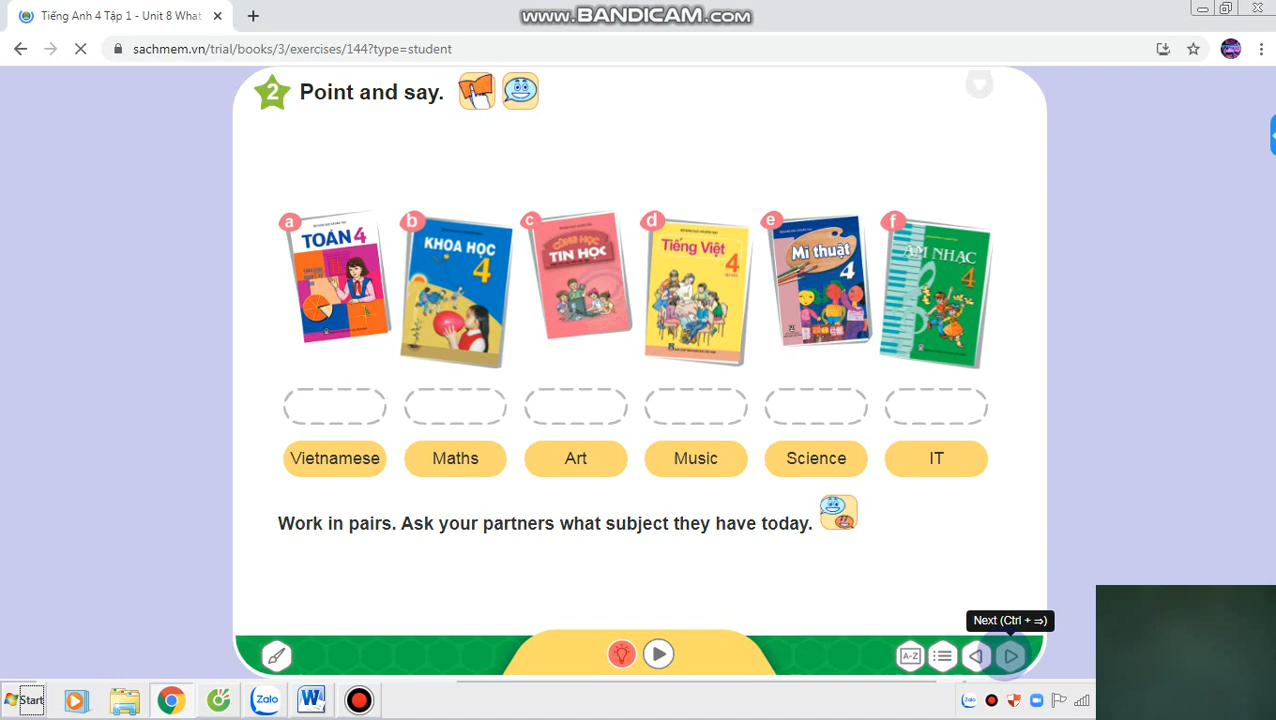 Tiếng Anh 4 Tập 1 - Unit 8 What
www.BANDICAM.com
sachmem.vn/trial/books/3/exercises/144?type=student
2 Point and say.
a b c d e f
TOÁN 4
KHOA HỌC
4
TIN HỌC
Tiếng Việt
4
Mĩ thuật
4
ÂM NHẠC
4
Vietnamese Maths Art Music Science IT
Work in pairs. Ask your partners what subject they have today.
Next (Ctrl + ⇒)
A-Z
Start
Zalo
Zalo